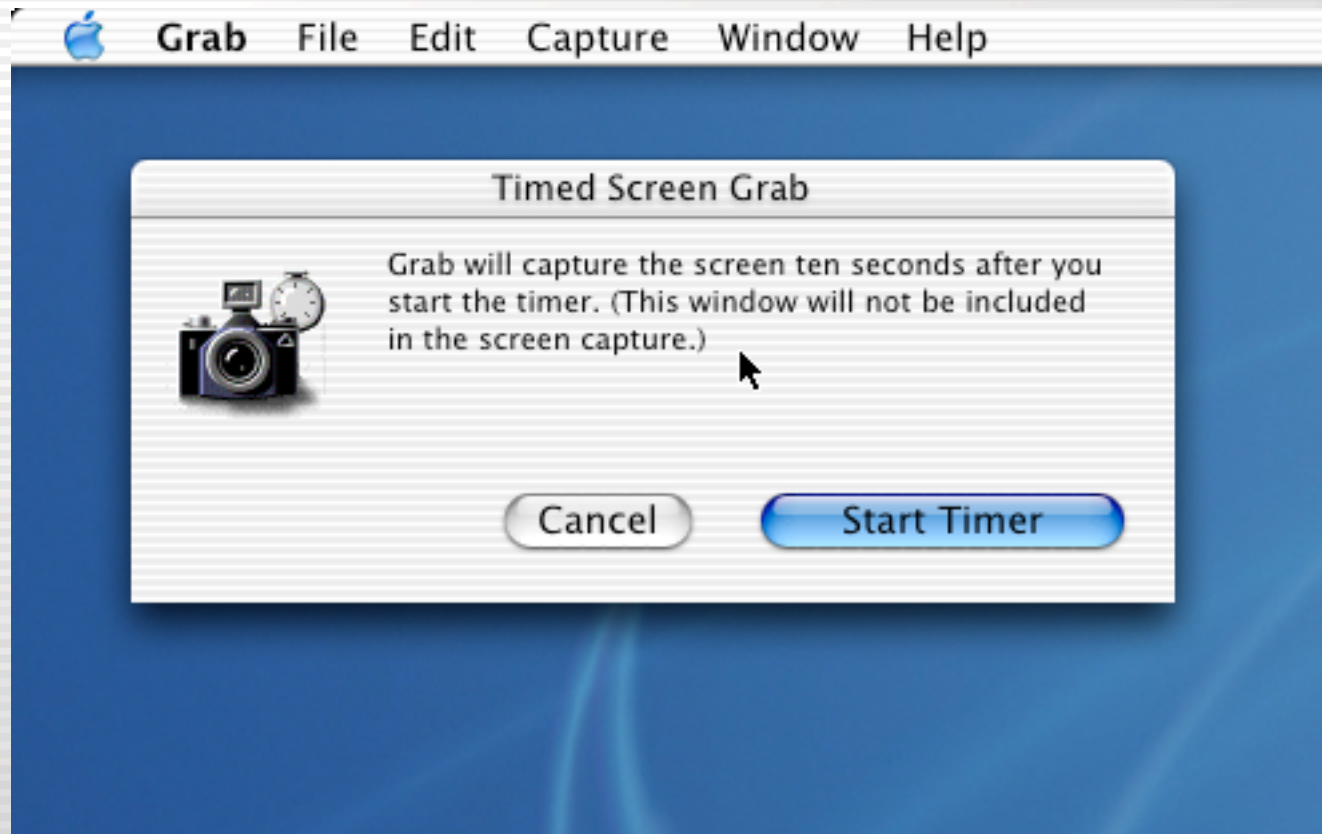 Grab File Edit Capture Window Help
Timed Screen Grab
Grab will capture the screen ten seconds after you
start the timer. (This window will not be included
in the screen capture.)
Cancel Start Timer